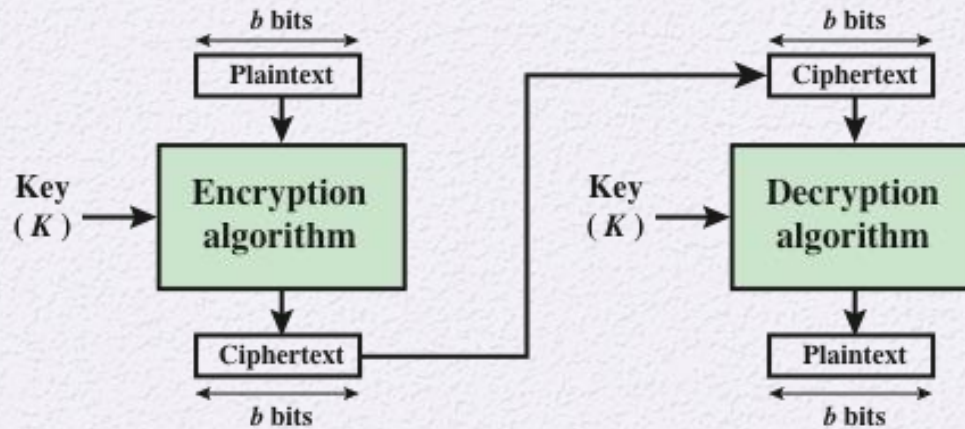 b bits
Plaintext
Key
( K )
Encryption
algorithm
Ciphertext
b bits
b bits
Ciphertext
Key
( K )
Decryption
algorithm
Plaintext
b bits